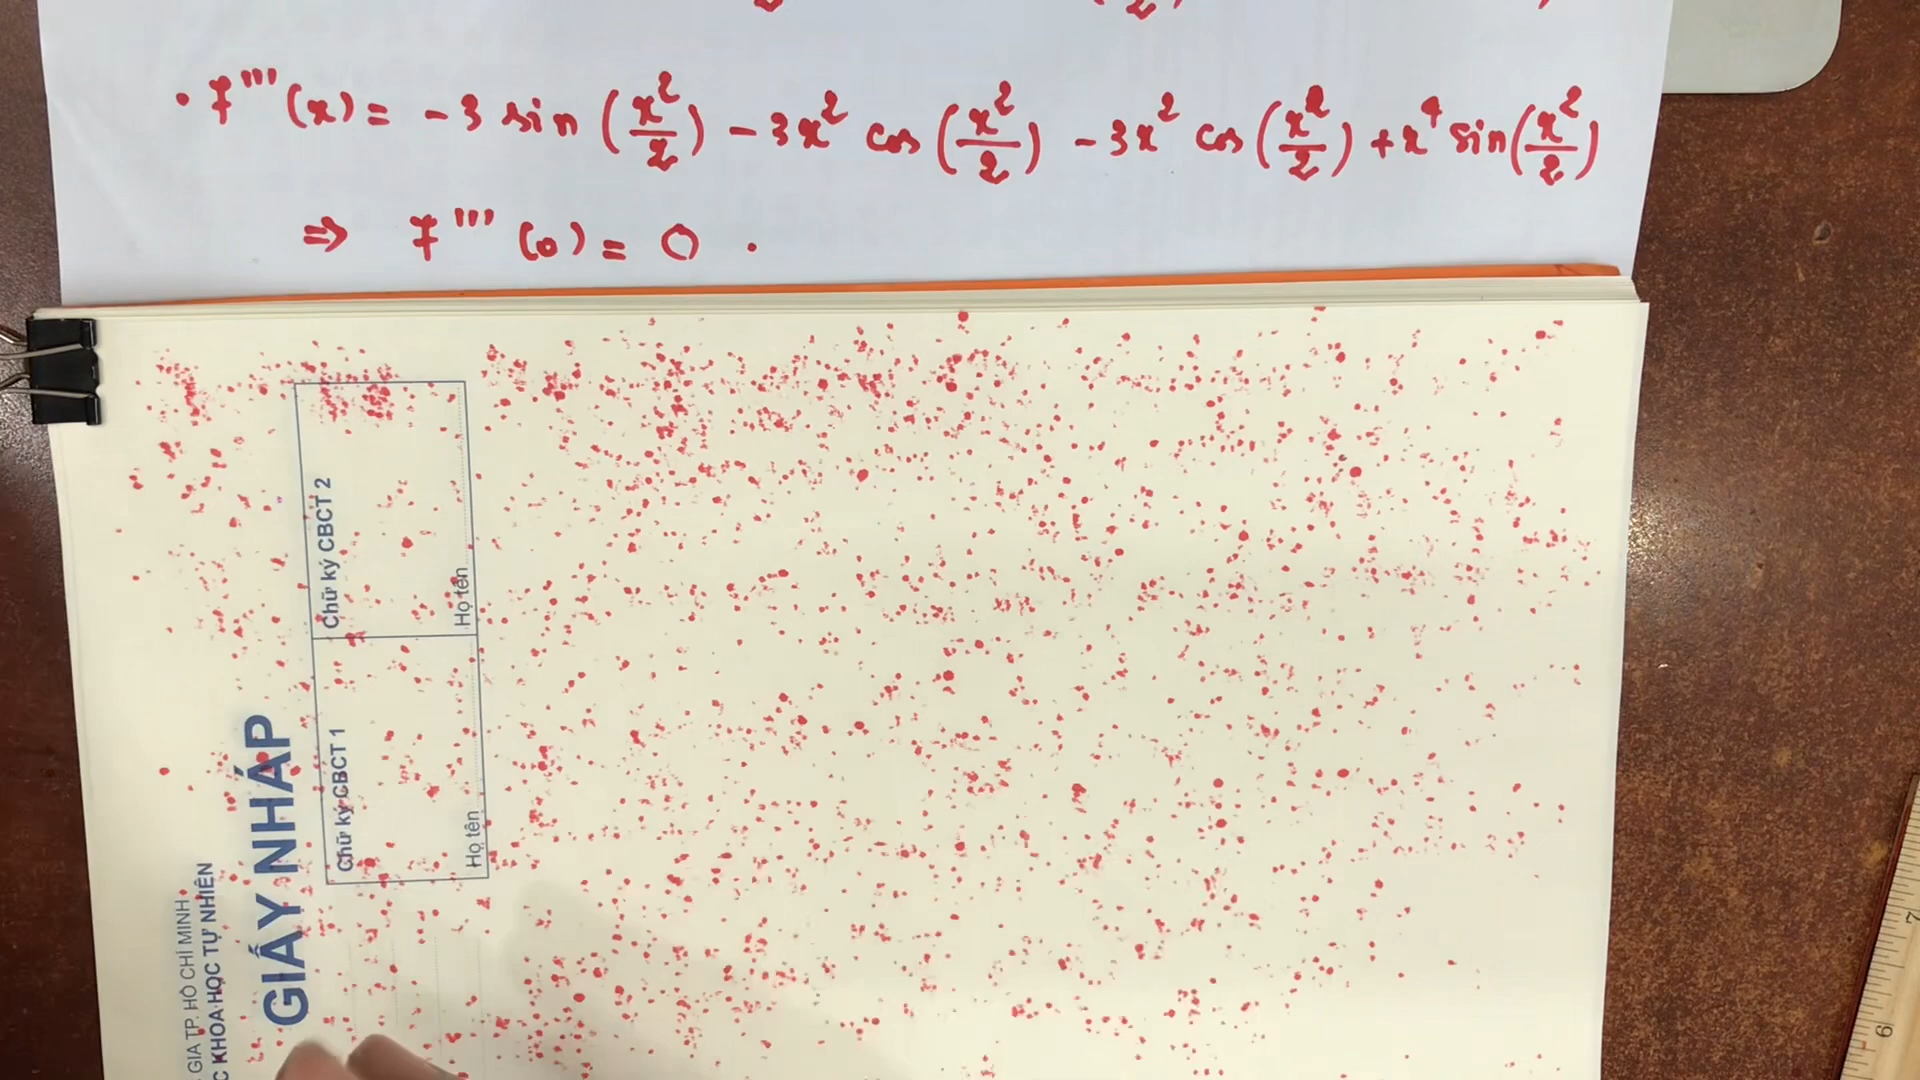 • f'''(x) = -3 sin (x²/2) - 3x² cos (x²/2) - 3x² cos (x²/2) + x⁴ sin (x²/2)
⇒ f'''(0) = 0 .
GIA TP. HỒ CHÍ MINH
KHOA HỌC TỰ NHIÊN
GIẤY NHÁP
Chữ ký CBCT 1
Họ tên
Chữ ký CBCT 2
Họ tên
7
6